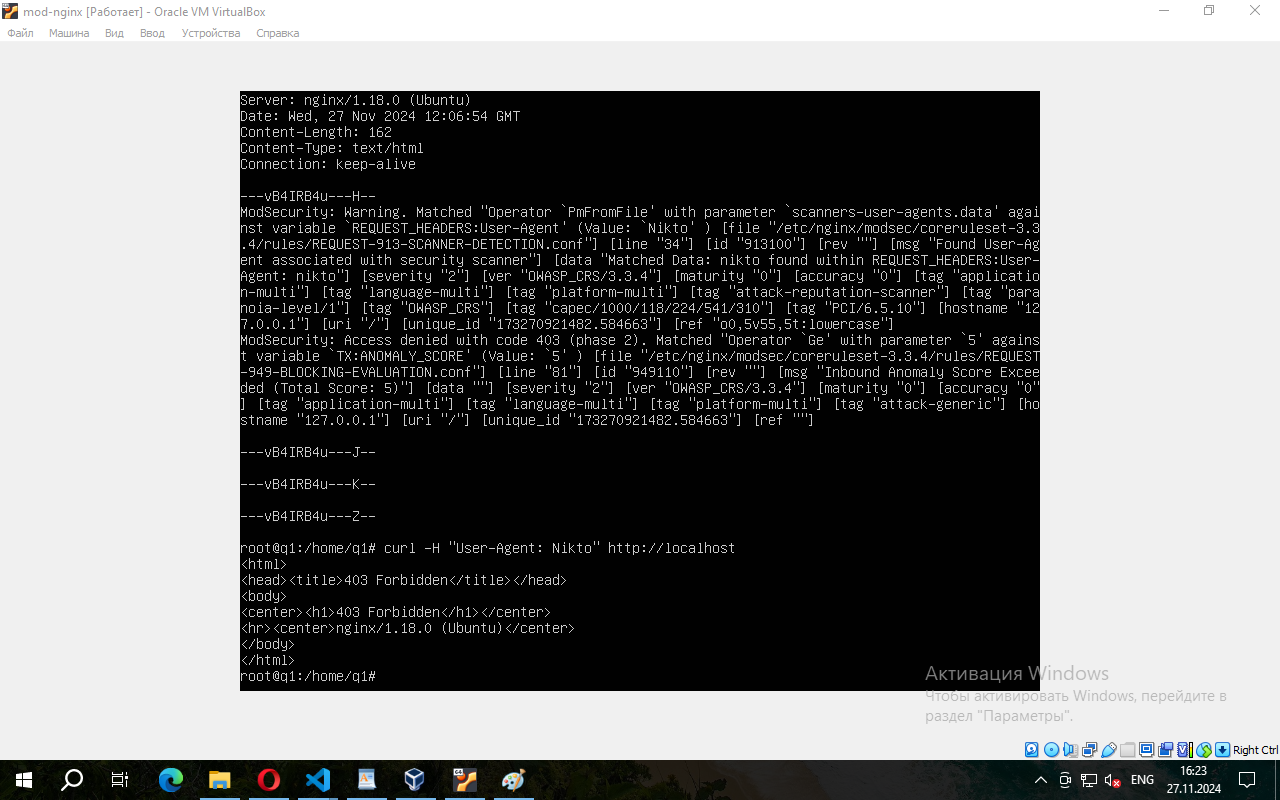 mod-nginx [Работает] - Oracle VM VirtualBox
Файл Машина Вид Ввод Устройства Справка
Server: nginx/1.18.0 (Ubuntu)
Date: Wed, 27 Nov 2024 12:06:54 GMT
Content-Length: 162
Content-Type: text/html
Connection: keep-alive
---vB4IRB4u---H--
ModSecurity: Warning. Matched "Operator `PmFromFile' with parameter `scanners-user-agents.data' agai
nst variable `REQUEST_HEADERS:User-Agent' (Value: `Nikto' ) [file "/etc/nginx/modsec/coreruleset-3.3
.4/rules/REQUEST-913-SCANNER-DETECTION.conf"] [line "34"] [id "913100"] [rev ""] [msg "Found User-Ag
ent associated with security scanner"] [data "Matched Data: nikto found within REQUEST_HEADERS:User-
Agent: nikto"] [severity "2"] [ver "OWASP_CRS/3.3.4"] [maturity "0"] [accuracy "0"] [tag "applicatio
n-multi"] [tag "language-multi"] [tag "platform-multi"] [tag "attack-reputation-scanner"] [tag "para
noia-level/1"] [tag "OWASP_CRS"] [tag "capec/1000/118/224/541/310"] [tag "PCI/6.5.10"] [hostname "12
7.0.0.1"] [uri "/"] [unique_id "173270921482.584663"] [ref "o0,5v55,5t:lowercase"]
ModSecurity: Access denied with code 403 (phase 2). Matched "Operator `Ge' with parameter `5' agains
t variable `TX:ANOMALY_SCORE' (Value: `5' ) [file "/etc/nginx/modsec/coreruleset-3.3.4/rules/REQUEST
-949-BLOCKING-EVALUATION.conf"] [line "81"] [id "949110"] [rev ""] [msg "Inbound Anomaly Score Excee
ded (Total Score: 5)"] [data ""] [severity "2"] [ver "OWASP_CRS/3.3.4"] [maturity "0"] [accuracy "0"
] [tag "application-multi"] [tag "language-multi"] [tag "platform-multi"] [tag "attack-generic"] [ho
stname "127.0.0.1"] [uri "/"] [unique_id "173270921482.584663"] [ref ""]
---vB4IRB4u---J--
---vB4IRB4u---K--
---vB4IRB4u---Z--
root@q1:/home/q1# curl -H "User-Agent: Nikto" http://localhost
<html>
<head><title>403 Forbidden</title></head>
<body>
<center><h1>403 Forbidden</h1></center>
<hr><center>nginx/1.18.0 (Ubuntu)</center>
</body>
</html>
root@q1:/home/q1#
Активация Windows
Чтобы активировать Windows, перейдите в
раздел "Параметры".
Right Ctrl
ENG
16:23
27.11.2024